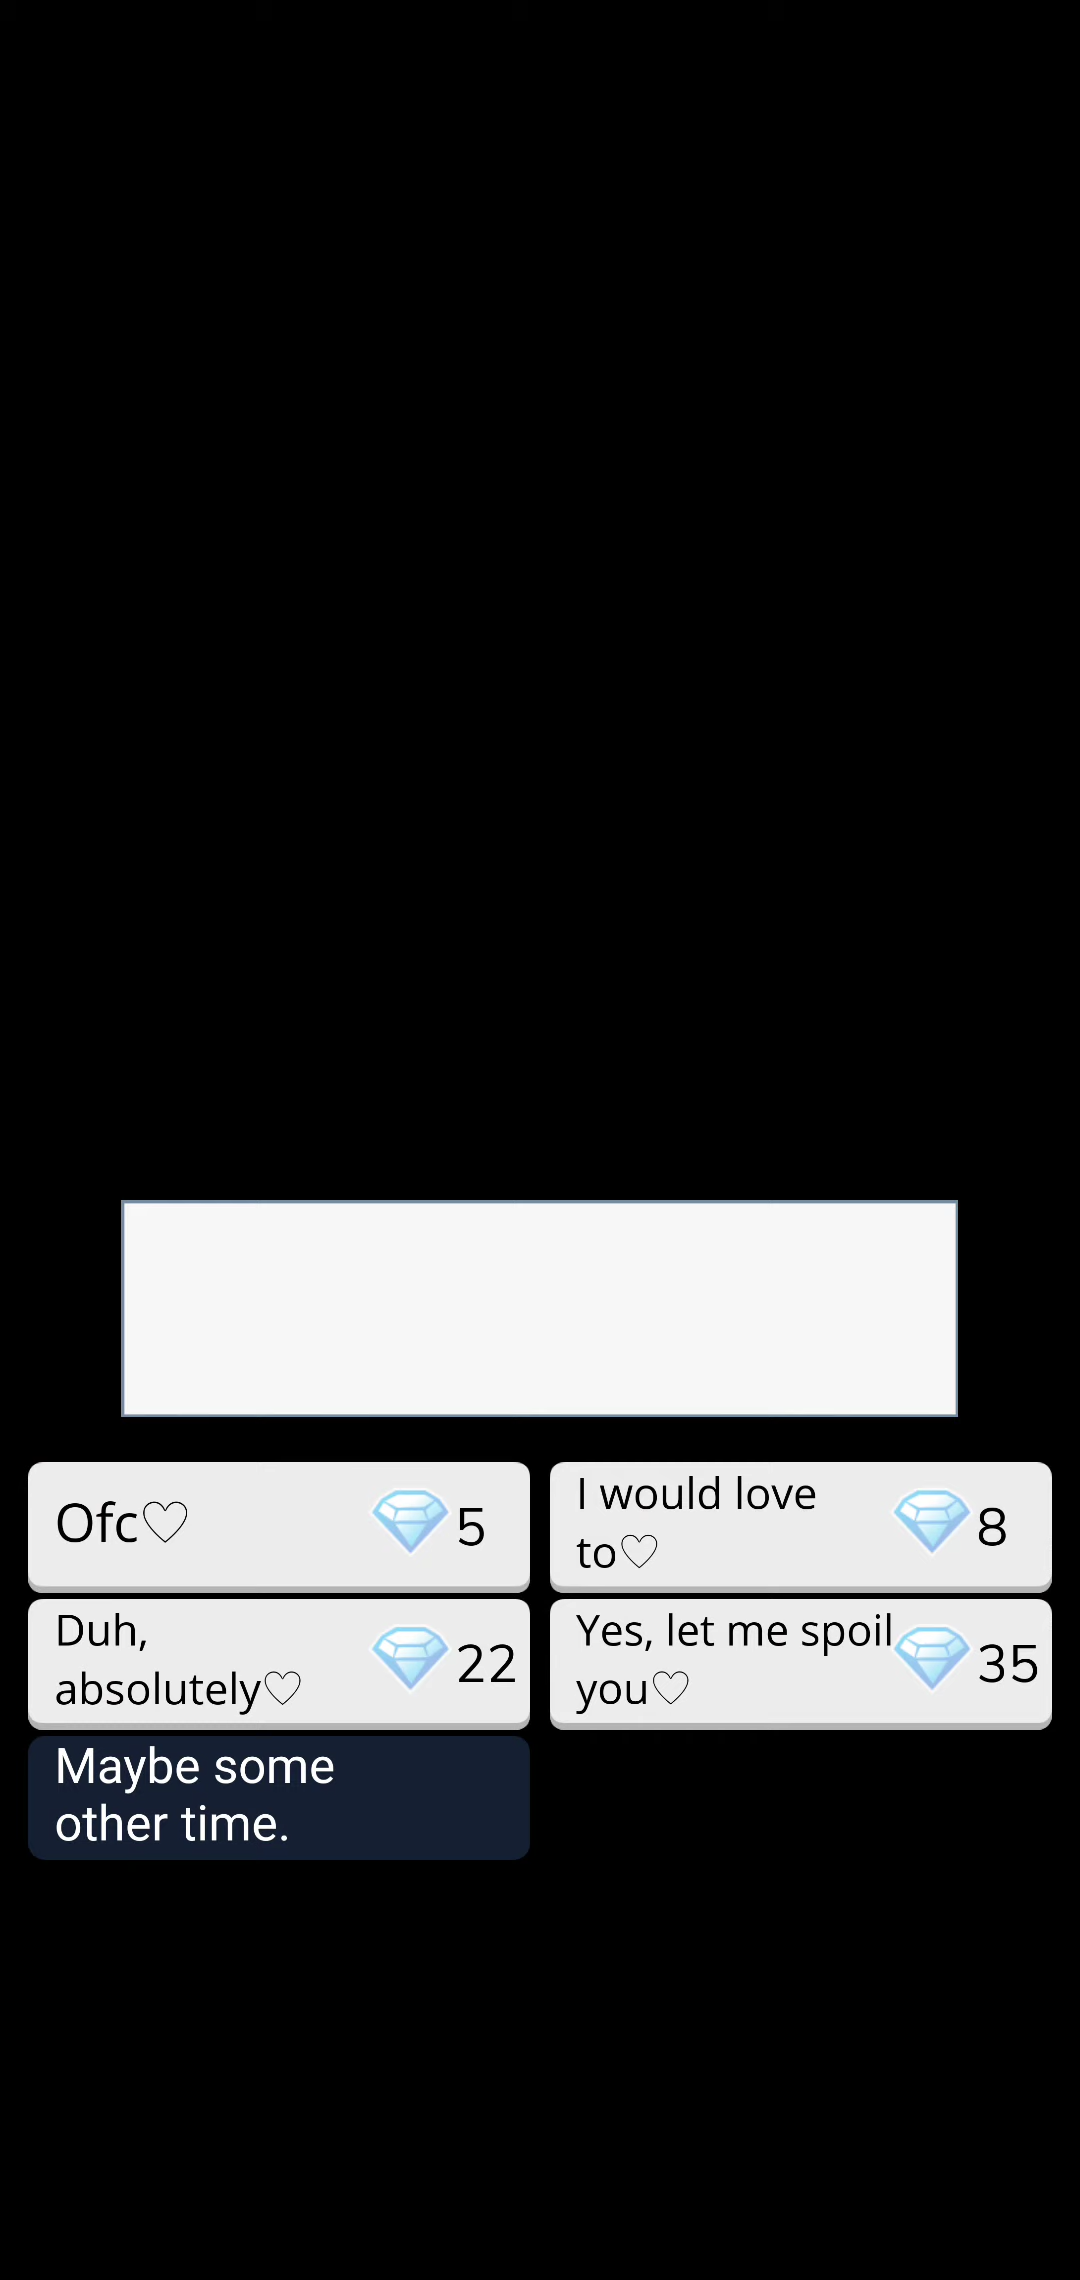 Ofc♡ 💎5
I would love
to♡ 💎8
Duh,
absolutely♡ 💎22
Yes, let me spoil
you♡ 💎35
Maybe some
other time.